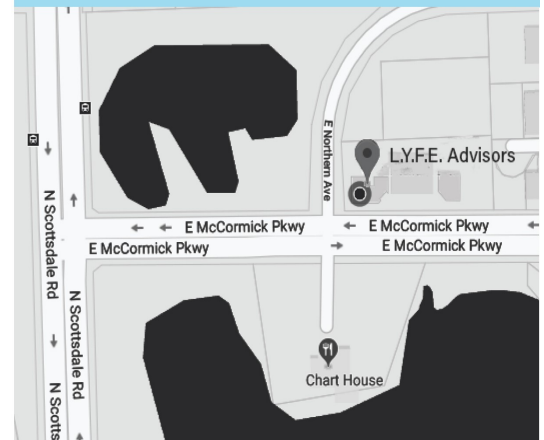 E Northern Ave
L.Y.F.E. Advisors
N Scottsdale Rd
E McCormick Pkwy
E McCormick Pkwy
E McCormick Pkwy
E McCormick Pkwy
N Scottsdale Rd
Chart House
N Scotts